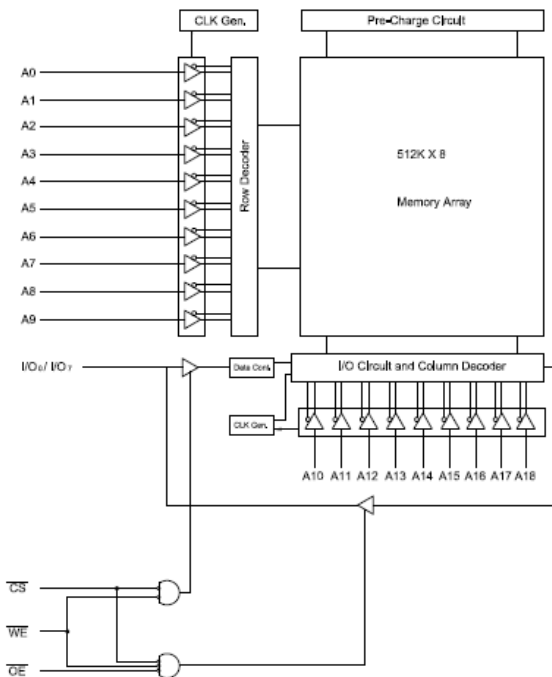 CLK Gen.
Pre-Charge Circuit
A0
A1
A2
A3
A4
A5
A6
A7
A8
A9
Row Decoder
512K X 8
Memory Array
I/O0/ I/O7
Data Cont.
I/O Circuit and Column Decoder
CLK Gen.
A10 A11 A12 A13 A14 A15 A16 A17 A18
CS
WE
OE